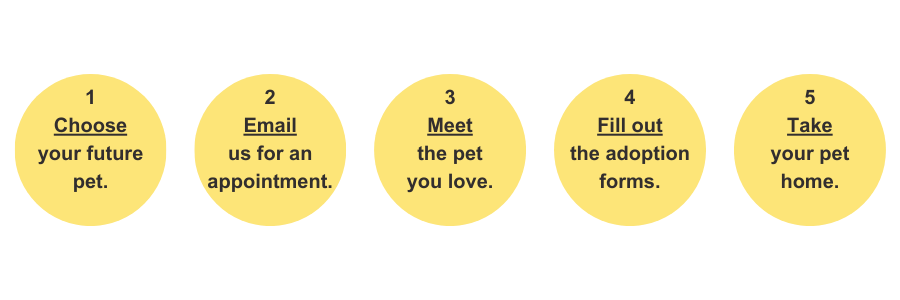 1
Choose
your future
pet.
2
Email
us for an
appointment.
3
Meet
the pet
you love.
4
Fill out
the adoption
forms.
5
Take
your pet
home.